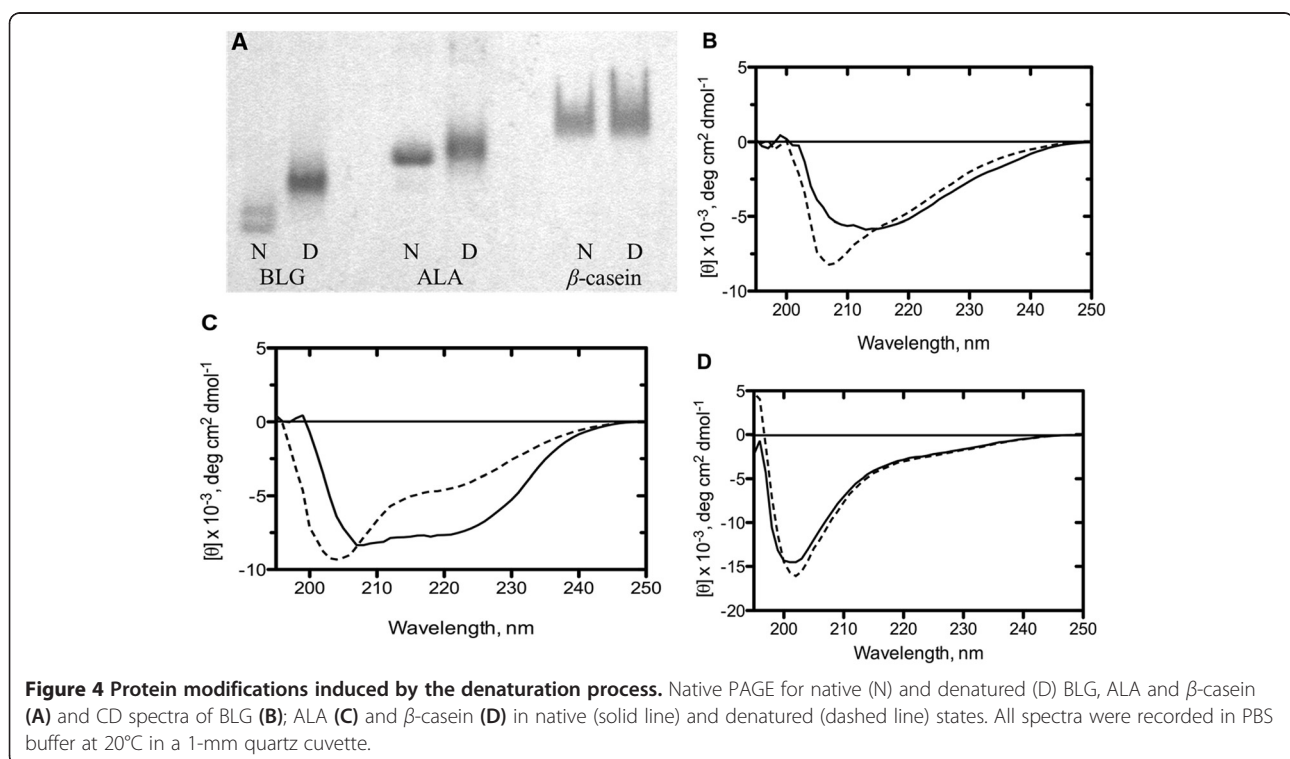 A
N D N D N D
BLG ALA β-casein
B
5
0
-5
-10
[θ] x 10⁻³, deg cm² dmol⁻¹
200 210 220 230 240 250
Wavelength, nm
C
5
0
-5
-10
[θ] x 10⁻³, deg cm² dmol⁻¹
200 210 220 230 240 250
Wavelength, nm
D
5
0
-5
-10
-15
-20
[θ] x 10⁻³, deg cm² dmol⁻¹
200 210 220 230 240 250
Wavelength, nm
Figure 4 Protein modifications induced by the denaturation process. Native PAGE for native (N) and denatured (D) BLG, ALA and β-casein
(A) and CD spectra of BLG (B); ALA (C) and β-casein (D) in native (solid line) and denatured (dashed line) states. All spectra were recorded in PBS
buffer at 20°C in a 1-mm quartz cuvette.